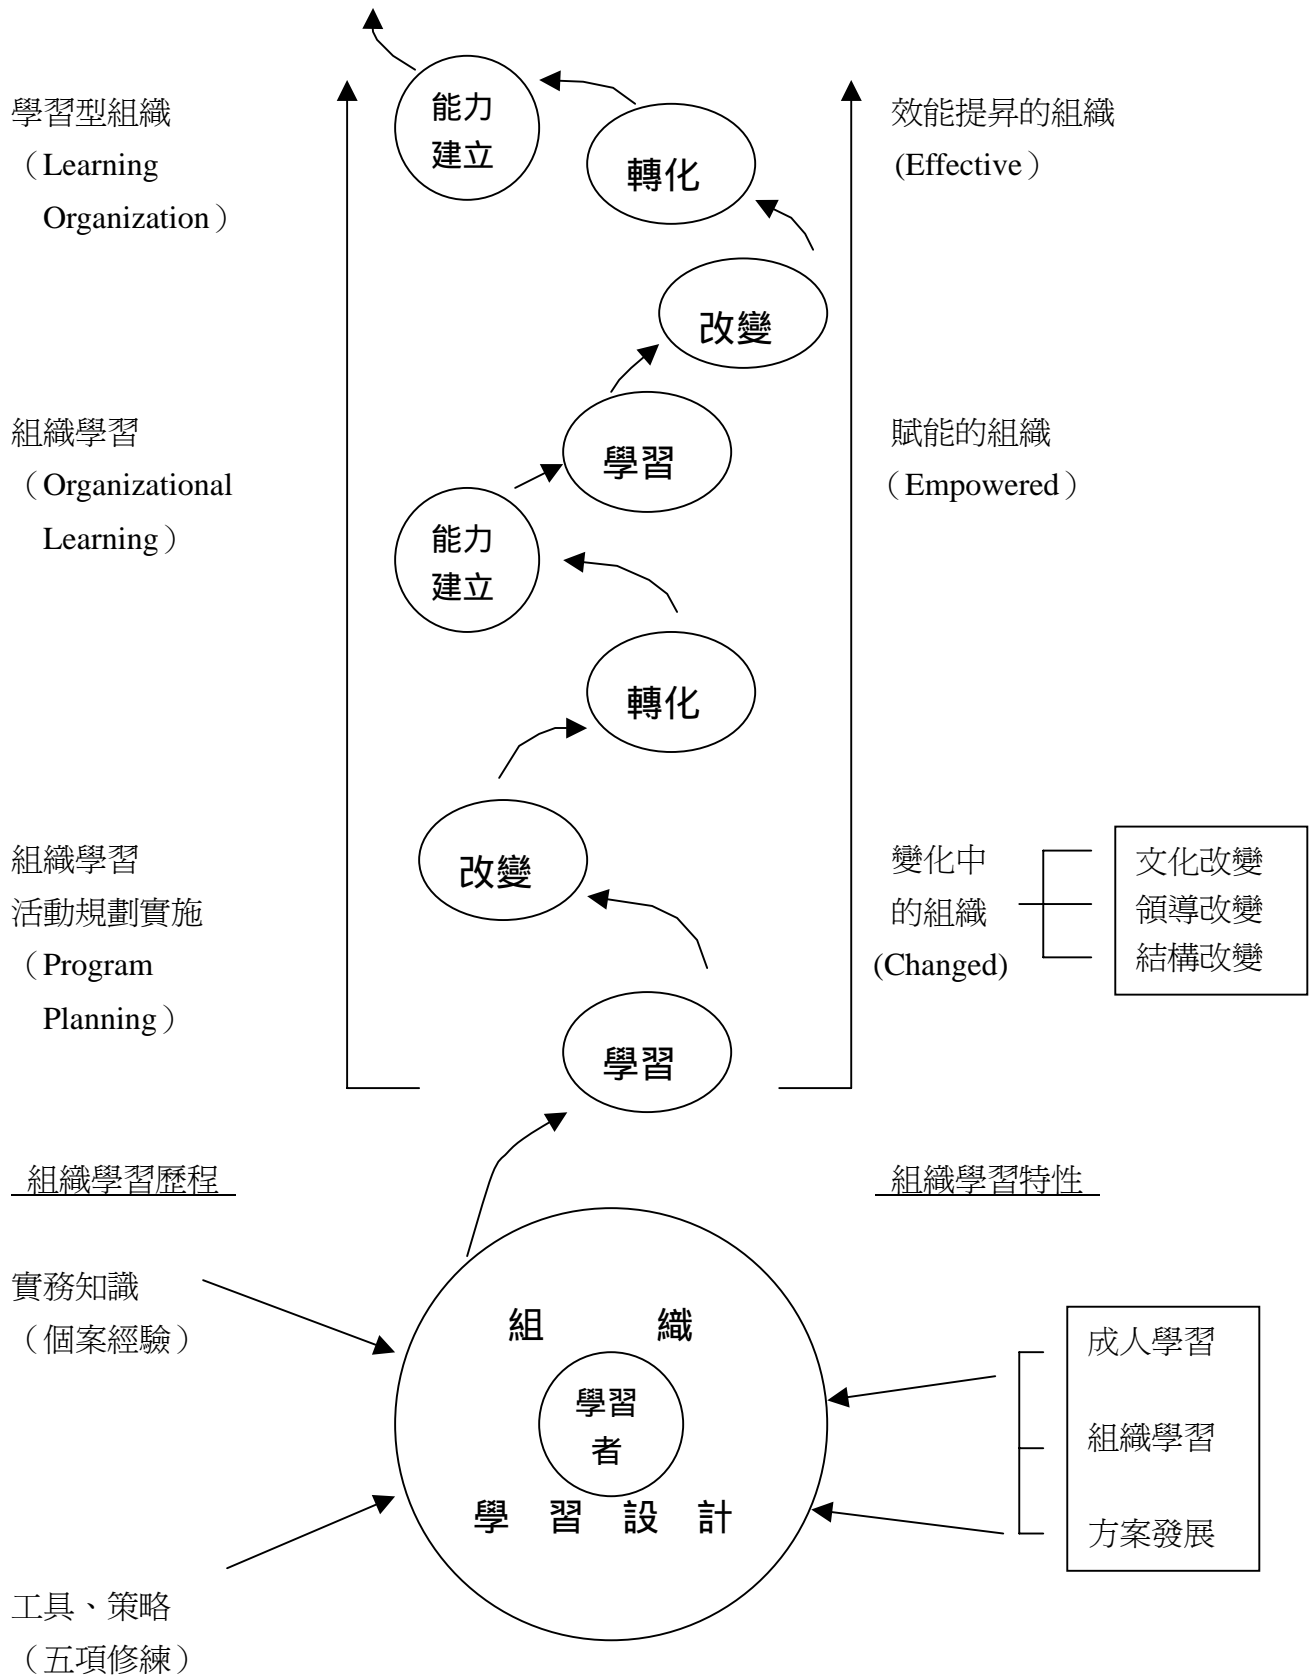 能力
建立
學習型組織
（Learning
Organization）
轉化
效能提昇的組織
(Effective）
改變
組織學習
（Organizational
Learning）
學習
賦能的組織
（Empowered）
能力
建立
轉化
組織學習
活動規劃實施
（Program
Planning）
改變
變化中
的組織
(Changed)
文化改變
領導改變
結構改變
學習
組織學習歷程
組織學習特性
實務知識
（個案經驗）
組 織
學習
者
學 習 設 計
成人學習
組織學習
方案發展
工具、策略
（五項修練）